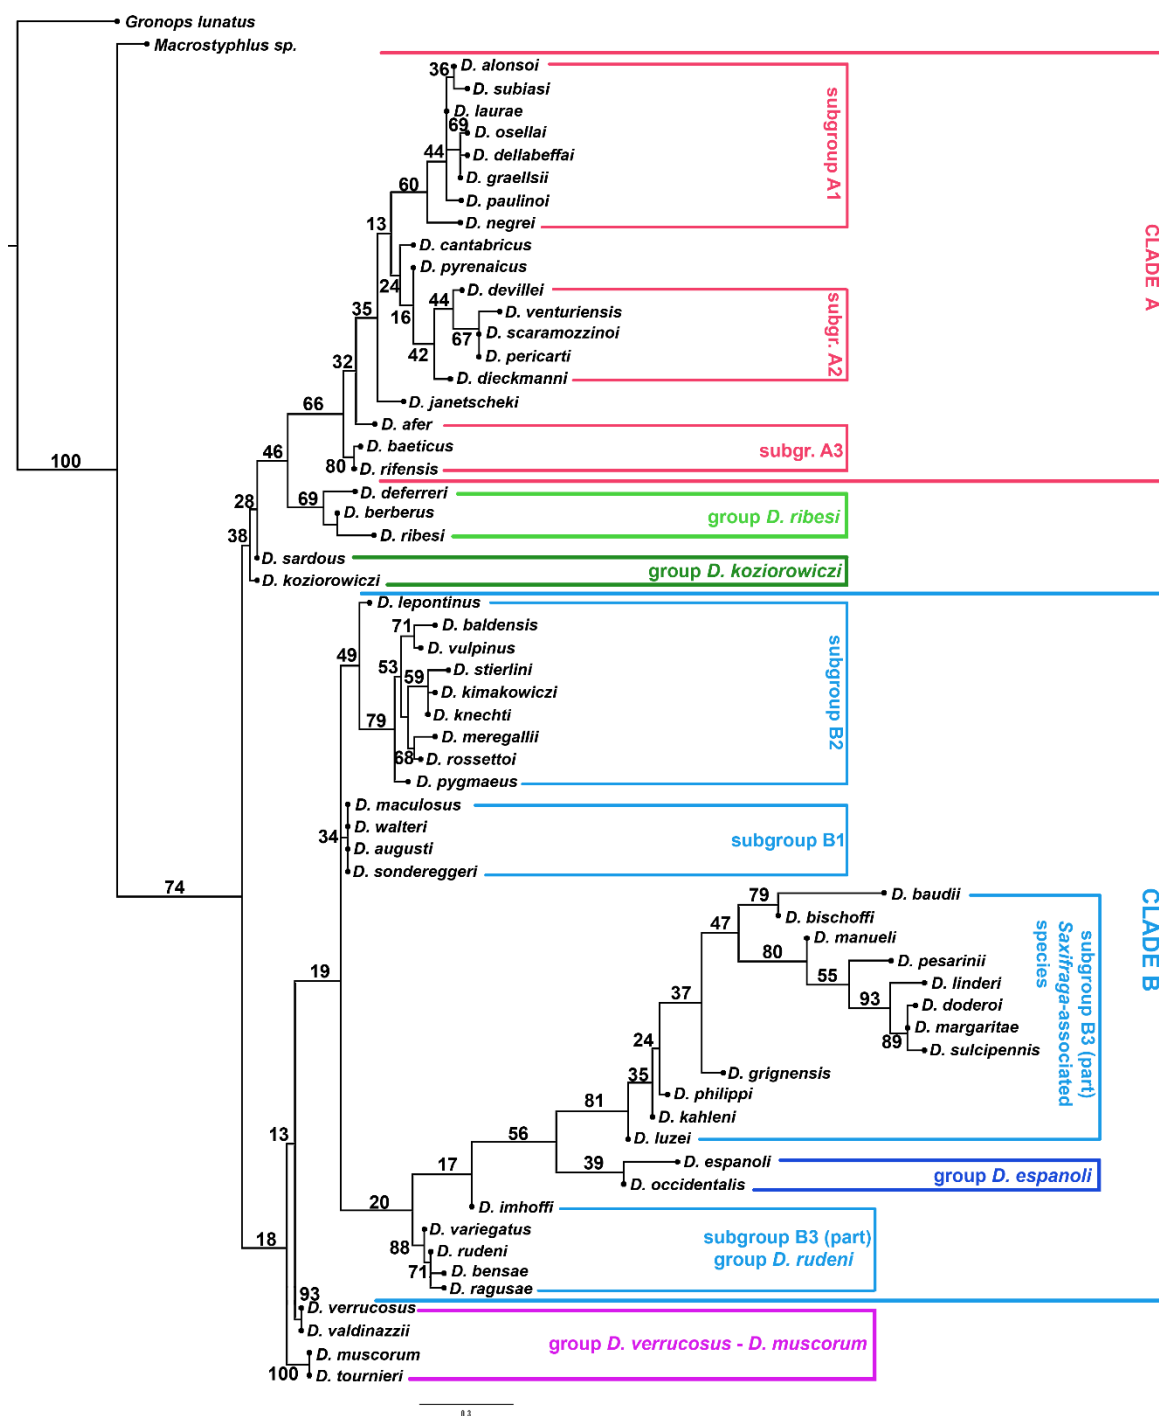 Gronops lunatus
Macrostyphlus sp.
D. alonsoi
36
D. subiasi
D. laurae
69
D. osellai
44
D. dellabeffai
D. graellsii
60
D. paulinoi
D. negrei
subgroup A1
13
D. cantabricus
D. pyrenaicus
24
D. devillei
44
16
D. venturiensis
D. scaramozzinoi
67
42
D. pericarti
D. dieckmanni
subgr. A2
35
D. janetscheki
32
D. afer
66
D. baeticus
80
D. rifensis
subgr. A3
CLADE A
100
46
D. deferreri
69
D. berberus
D. ribesi
group D. ribesi
28
38
D. sardous
D. koziorowiczi
group D. koziorowiczi
D. lepontinus
71
D. baldensis
D. vulpinus
49
53
D. stierlini
59
D. kimakowiczi
D. knechti
79
D. meregallii
68
D. rossettoi
D. pygmaeus
subgroup B2
D. maculosus
D. walteri
34
D. augusti
D. sondereggeri
subgroup B1
74
79
D. baudii
D. bischoffi
47
D. manueli
80
D. pesarinii
55
D. linderi
93
D. doderoi
D. margaritae
89
D. sulcipennis
37
D. grignensis
24
D. philippi
35
D. kahleni
81
D. luzei
subgroup B3 (part)
Saxifraga-associated
species
CLADE B
19
56
D. espanoli
39
D. occidentalis
group D. espanoli
17
D. imhoffi
20
D. variegatus
88
D. rudeni
71
D. bensae
D. ragusae
subgroup B3 (part)
group D. rudeni
13
18
93
D. verrucosus
D. valdinazzii
D. muscorum
100
D. tournieri
group D. verrucosus - D. muscorum
0.3